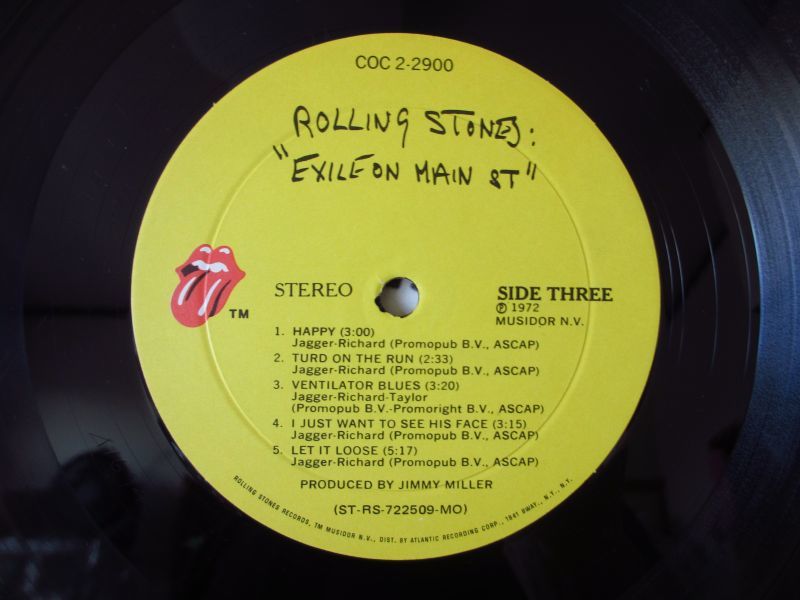 COC 2-2900
ROLLING STONES:
"EXILE ON MAIN ST"
STEREO
SIDE THREE
℗ 1972
MUSIDOR N.V.
TM
1. HAPPY (3:00)
Jagger-Richard (Promopub B.V., ASCAP)
2. TURD ON THE RUN (2:33)
Jagger-Richard (Promopub B.V., ASCAP)
3. VENTILATOR BLUES (3:20)
Jagger-Richard-Taylor
(Promopub B.V.-Promoright B.V., ASCAP)
4. I JUST WANT TO SEE HIS FACE (3:15)
Jagger-Richard (Promopub B.V., ASCAP)
5. LET IT LOOSE (5:17)
Jagger-Richard (Promopub B.V., ASCAP)
PRODUCED BY JIMMY MILLER
(ST-RS-722509-MO)
ROLLING STONES RECORDS, TM MUSIDOR N.V., DIST. BY ATLANTIC RECORDING CORP., 1841 BWAY., N.Y., N.Y.